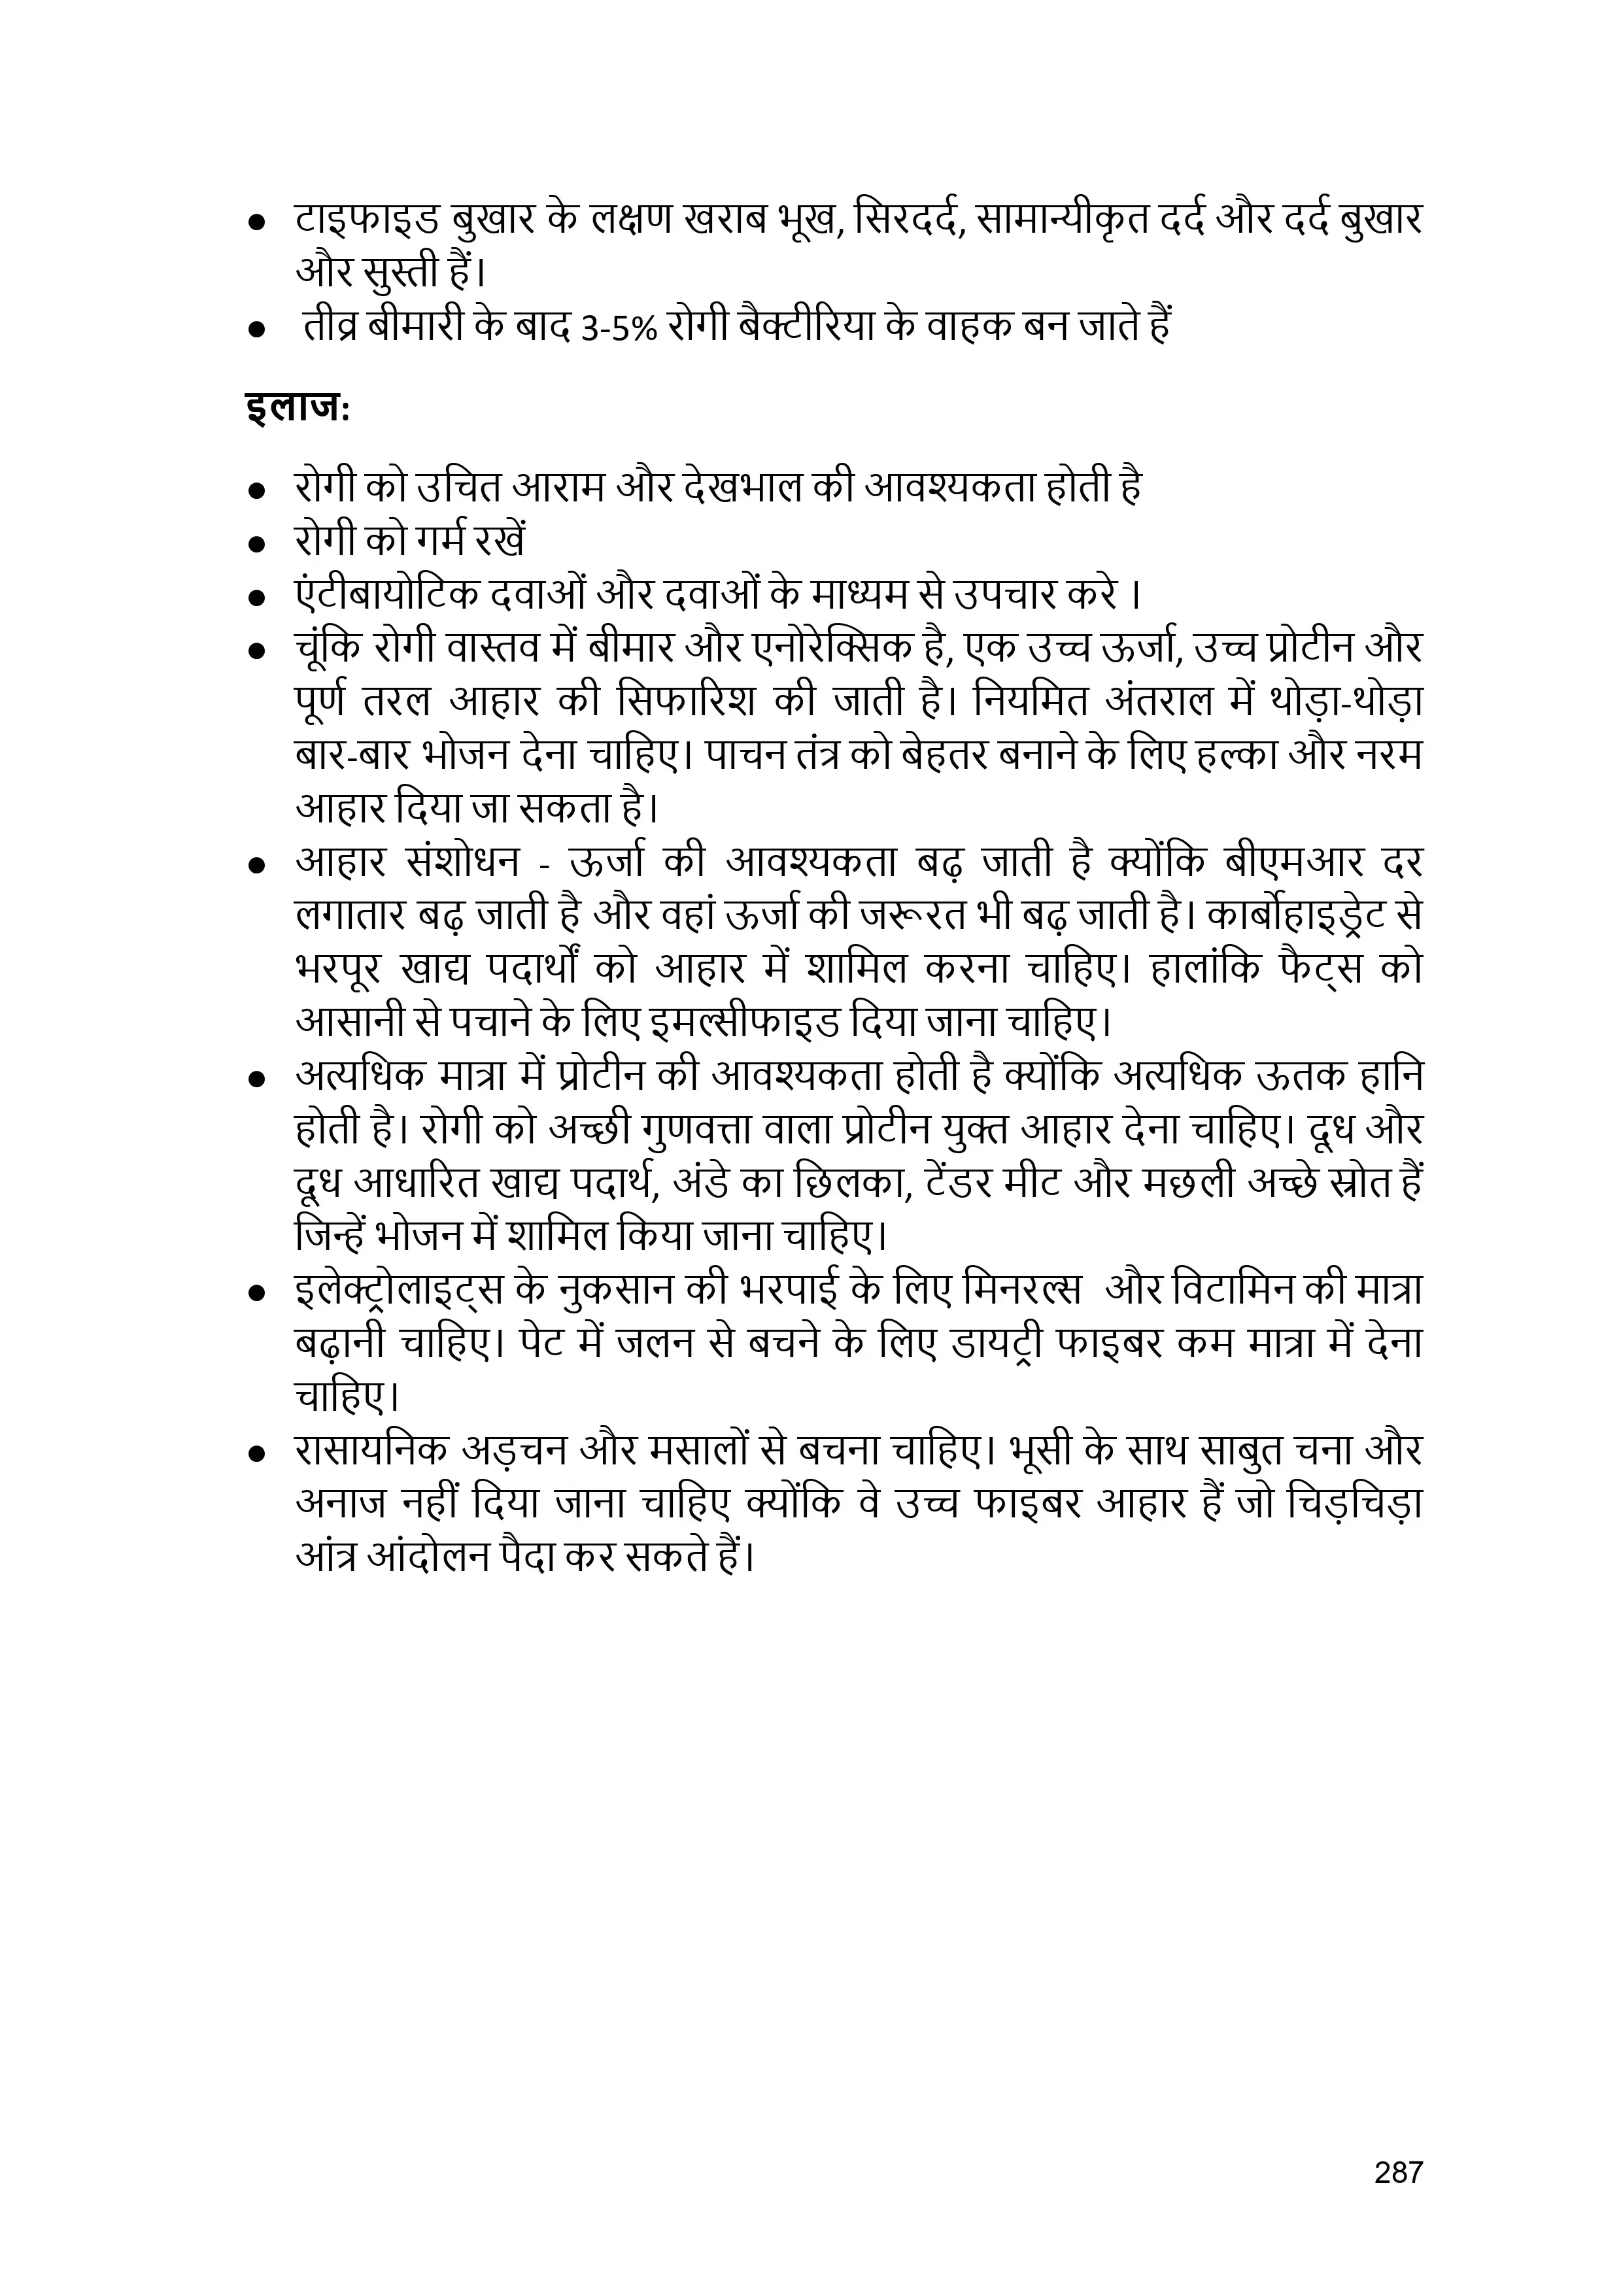 ● टाइफाइड बुखार के लक्षण खराब भूख, सिरदर्द, सामान्यीकृत दर्द और दर्द बुखार
और सुस्ती हैं।
● तीव्र बीमारी के बाद 3-5% रोगी बैक्टीरिया के वाहक बन जाते हैं
इलाज:
● रोगी को उचित आराम और देखभाल की आवश्यकता होती है
● रोगी को गर्म रखें
● एंटीबायोटिक दवाओं और दवाओं के माध्यम से उपचार करे ।
● चूंकि रोगी वास्तव में बीमार और एनोरेक्सिक है, एक उच्च ऊर्जा, उच्च प्रोटीन और
पूर्ण तरल आहार की सिफारिश की जाती है। नियमित अंतराल में थोड़ा-थोड़ा
बार-बार भोजन देना चाहिए। पाचन तंत्र को बेहतर बनाने के लिए हल्का और नरम
आहार दिया जा सकता है।
● आहार संशोधन - ऊर्जा की आवश्यकता बढ़ जाती है क्योंकि बीएमआर दर
लगातार बढ़ जाती है और वहां ऊर्जा की जरूरत भी बढ़ जाती है। कार्बोहाइड्रेट से
भरपूर खाद्य पदार्थों को आहार में शामिल करना चाहिए। हालांकि फैट्स को
आसानी से पचाने के लिए इमल्सीफाइड दिया जाना चाहिए।
● अत्यधिक मात्रा में प्रोटीन की आवश्यकता होती है क्योंकि अत्यधिक ऊतक हानि
होती है। रोगी को अच्छी गुणवत्ता वाला प्रोटीन युक्त आहार देना चाहिए। दूध और
दूध आधारित खाद्य पदार्थ, अंडे का छिलका, टेंडर मीट और मछली अच्छे स्रोत हैं
जिन्हें भोजन में शामिल किया जाना चाहिए।
● इलेक्ट्रोलाइट्स के नुकसान की भरपाई के लिए मिनरल्स और विटामिन की मात्रा
बढ़ानी चाहिए। पेट में जलन से बचने के लिए डायट्री फाइबर कम मात्रा में देना
चाहिए।
● रासायनिक अड़चन और मसालों से बचना चाहिए। भूसी के साथ साबुत चना और
अनाज नहीं दिया जाना चाहिए क्योंकि वे उच्च फाइबर आहार हैं जो चिड़चिड़ा
आंत्र आंदोलन पैदा कर सकते हैं।
287